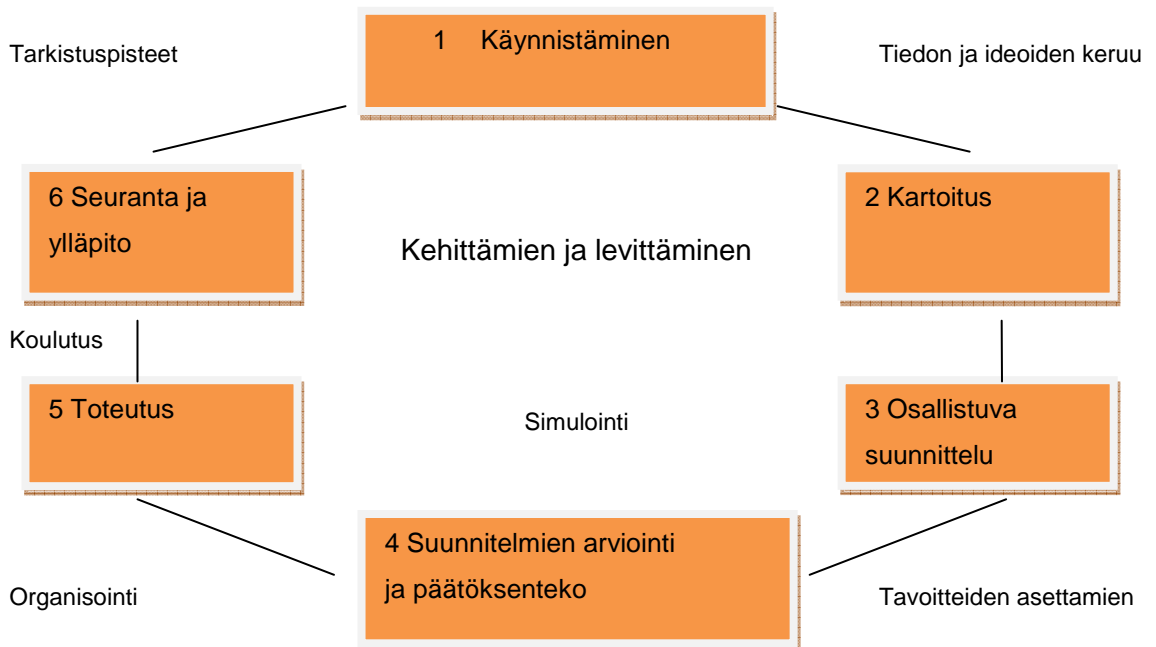 Tarkistuspisteet
1 Käynnistäminen
Tiedon ja ideoiden keruu
6 Seuranta ja
ylläpito
Kehittämien ja levittäminen
2 Kartoitus
Koulutus
5 Toteutus
Simulointi
3 Osallistuva
suunnittelu
4 Suunnitelmien arviointi
ja päätöksenteko
Organisointi
Tavoitteiden asettamien